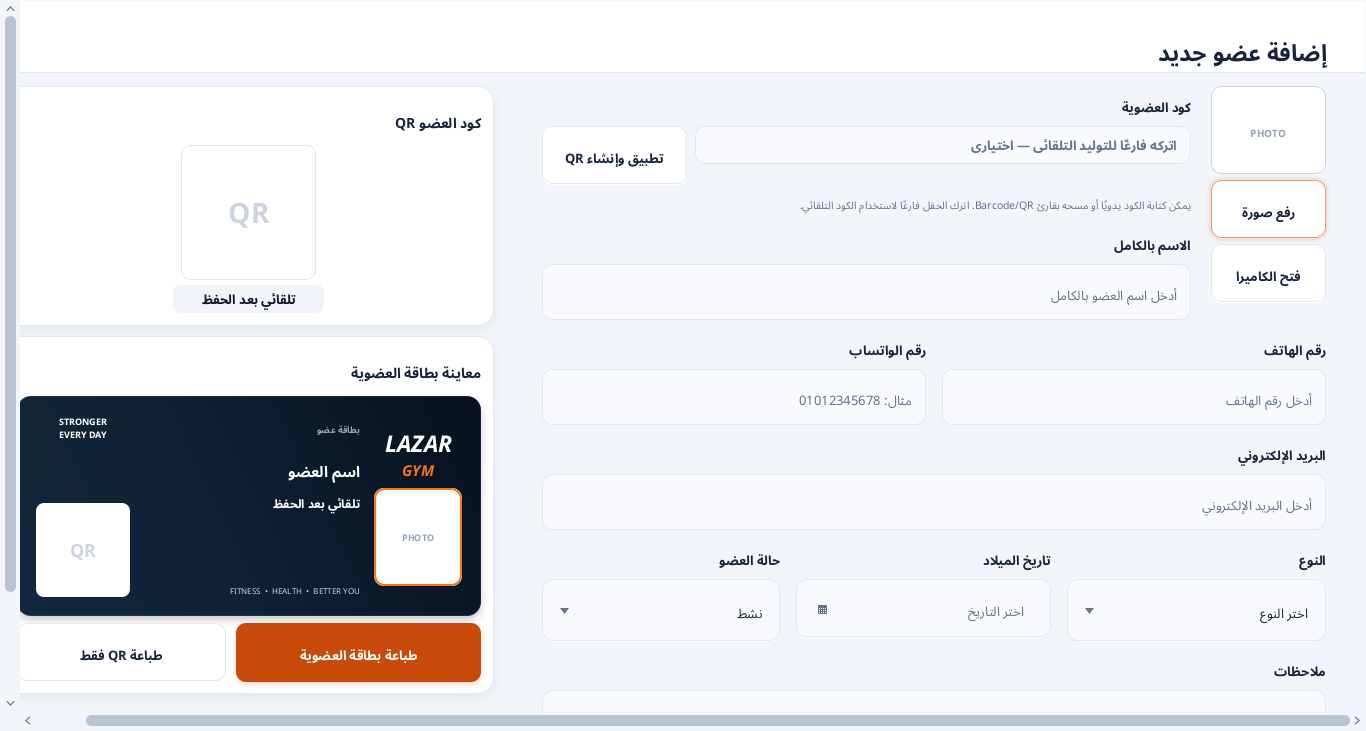 إضافة عضو جديد
PHOTO
رفع صورة
فتح الكاميرا
كود العضوية
اتركه فارغًا للتوليد التلقائي — اختياري
تطبيق وإنشاء QR
يمكن كتابة الكود يدويًا أو مسحه بقارئ Barcode/QR. اترك الحقل فارغًا لاستخدام الكود التلقائي.
الاسم بالكامل
أدخل اسم العضو بالكامل
رقم الهاتف
أدخل رقم الهاتف
رقم الواتساب
مثال: 01012345678
البريد الإلكتروني
أدخل البريد الإلكتروني
النوع
اختر النوع
تاريخ الميلاد
اختر التاريخ
حالة العضو
نشط
ملاحظات
كود العضو QR
QR
تلقائي بعد الحفظ
معاينة بطاقة العضوية
LAZAR
GYM
PHOTO
بطاقة عضو
اسم العضو
تلقائي بعد الحفظ
FITNESS • HEALTH • BETTER YOU
STRONGER
EVERY DAY
QR
طباعة بطاقة العضوية
طباعة QR فقط